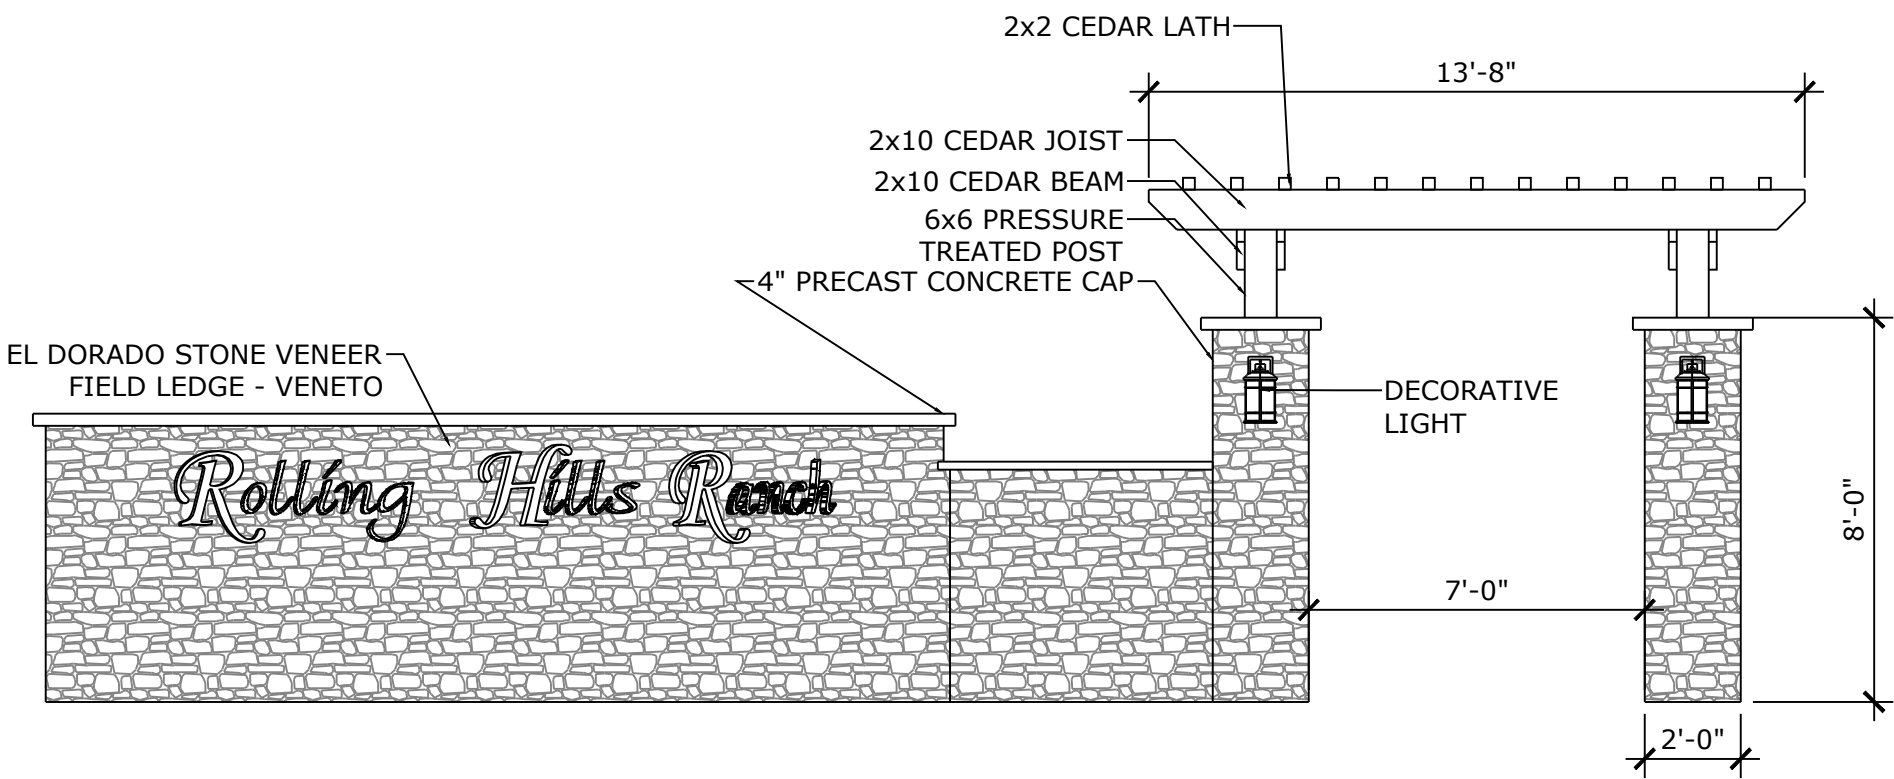 2x2 CEDAR LATH
13'-8"
2x10 CEDAR JOIST
2x10 CEDAR BEAM
6x6 PRESSURE
TREATED POST
4" PRECAST CONCRETE CAP
EL DORADO STONE VENEER
FIELD LEDGE - VENETO
DECORATIVE
LIGHT
Rolling Hills Ranch
8'-0"
7'-0"
2'-0"